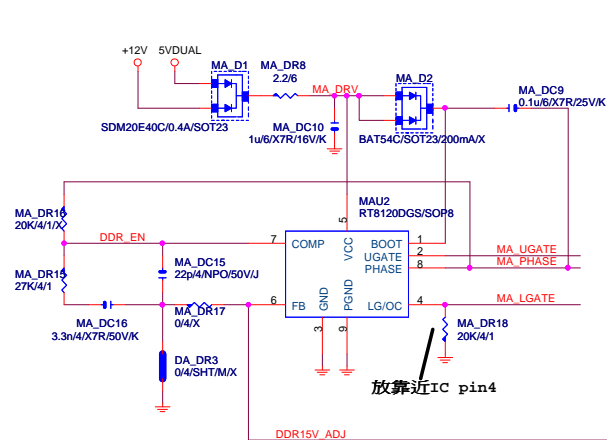 +12V
5VDUAL
MA_D1
MA_DR8
2.2/6
MA_DRV
MA_D2
MA_DC9
0.1u/6/X7R/25V/K
SDM20E40C/0.4A/SOT23
MA_DC10
1u/6/X7R/16V/K
BAT54C/SOT23/200mA/X
MA_DR16
20K/4/1/X
DDR_EN
MAU2
RT8120DGS/SOP8
5
7
COMP
VCC
BOOT
1
UGATE
2
MA_UGATE
PHASE
8
MA_PHASE
MA_DC15
22p/4/NPO/50V/J
MA_DR15
27K/4/1
MA_DC16
3.3n/4/X7R/50V/K
MA_DR17
0/4/X
6
FB
GND
PGND
LG/OC
4
MA_LGATE
3
9
MA_DR18
20K/4/1
DA_DR3
0/4/SHT/M/X
放靠近IC pin4
DDR15V_ADJ